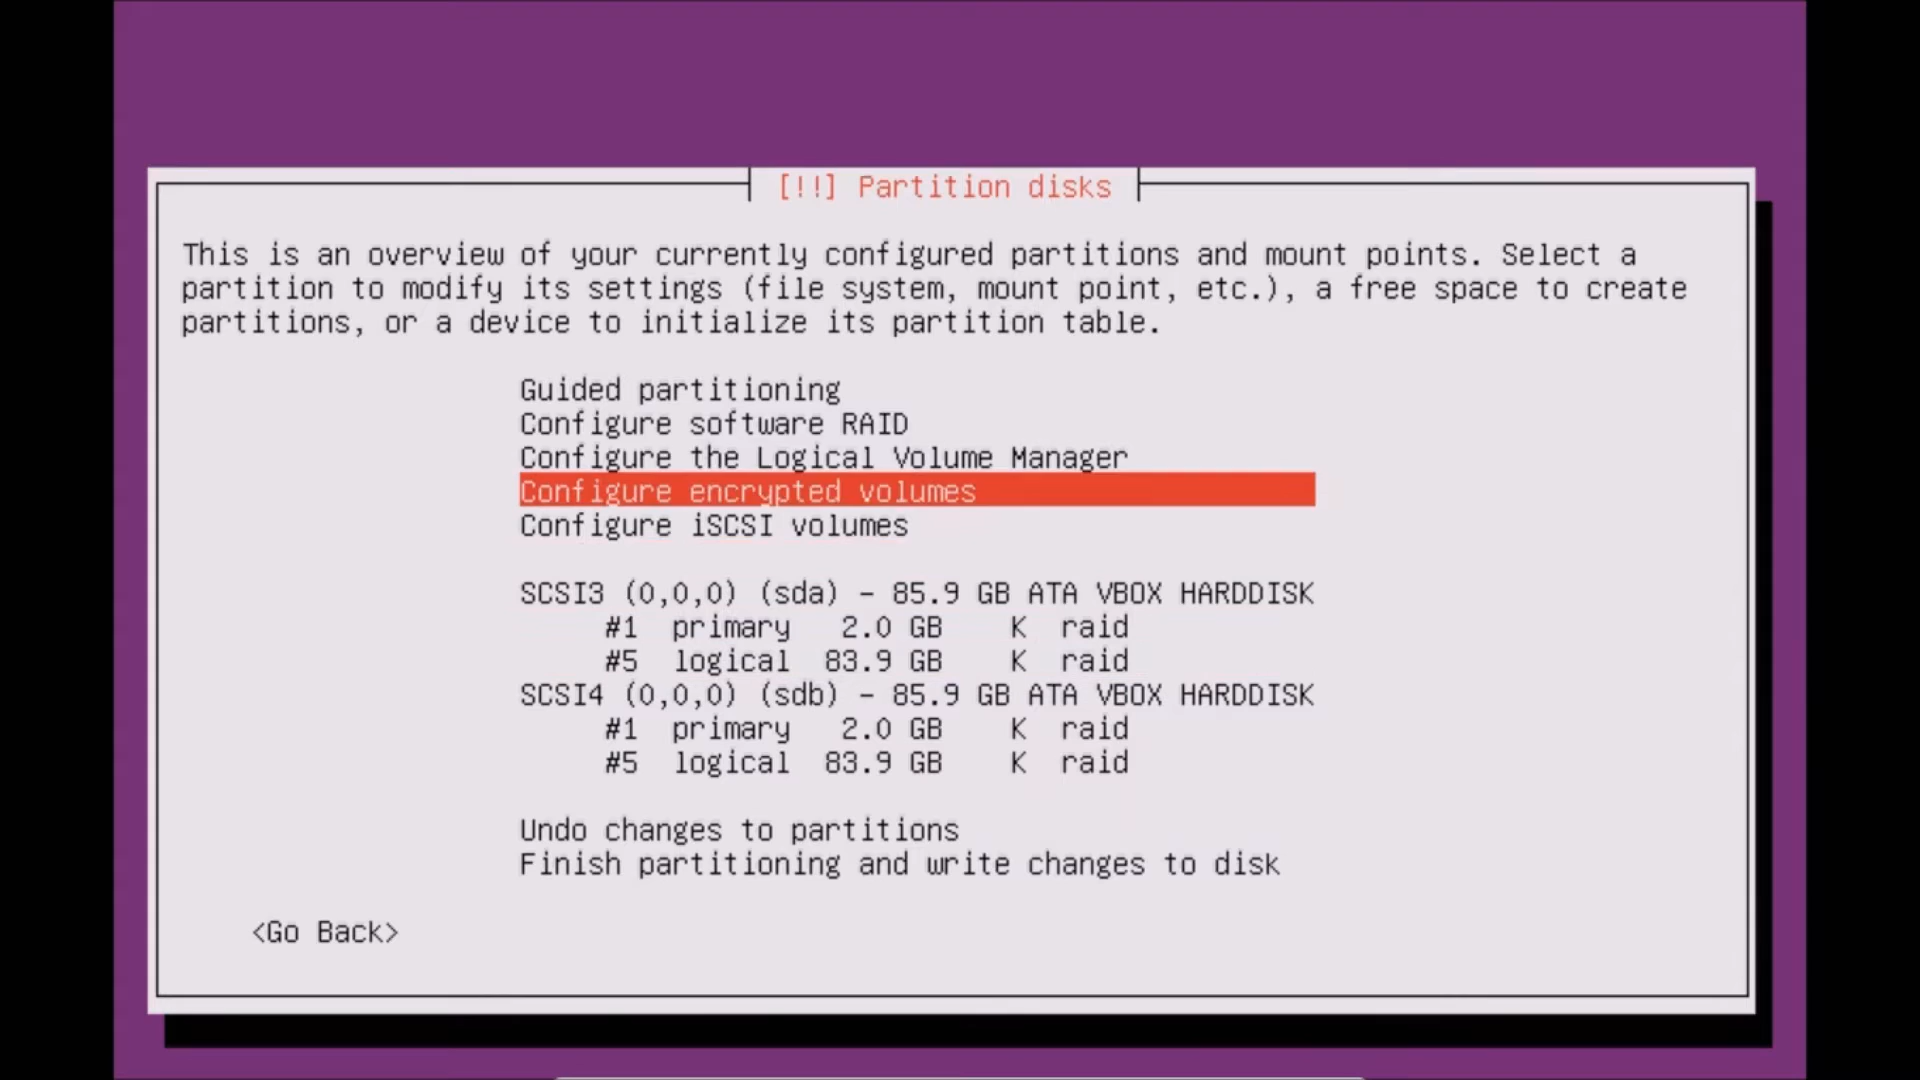 [!!] Partition disks
This is an overview of your currently configured partitions and mount points. Select a
partition to modify its settings (file system, mount point, etc.), a free space to create
partitions, or a device to initialize its partition table.
Guided partitioning
Configure software RAID
Configure the Logical Volume Manager
Configure encrypted volumes
Configure iSCSI volumes
SCSI3 (0,0,0) (sda) - 85.9 GB ATA VBOX HARDDISK
#1 primary 2.0 GB K raid
#5 logical 83.9 GB K raid
SCSI4 (0,0,0) (sdb) - 85.9 GB ATA VBOX HARDDISK
#1 primary 2.0 GB K raid
#5 logical 83.9 GB K raid
Undo changes to partitions
Finish partitioning and write changes to disk
<Go Back>